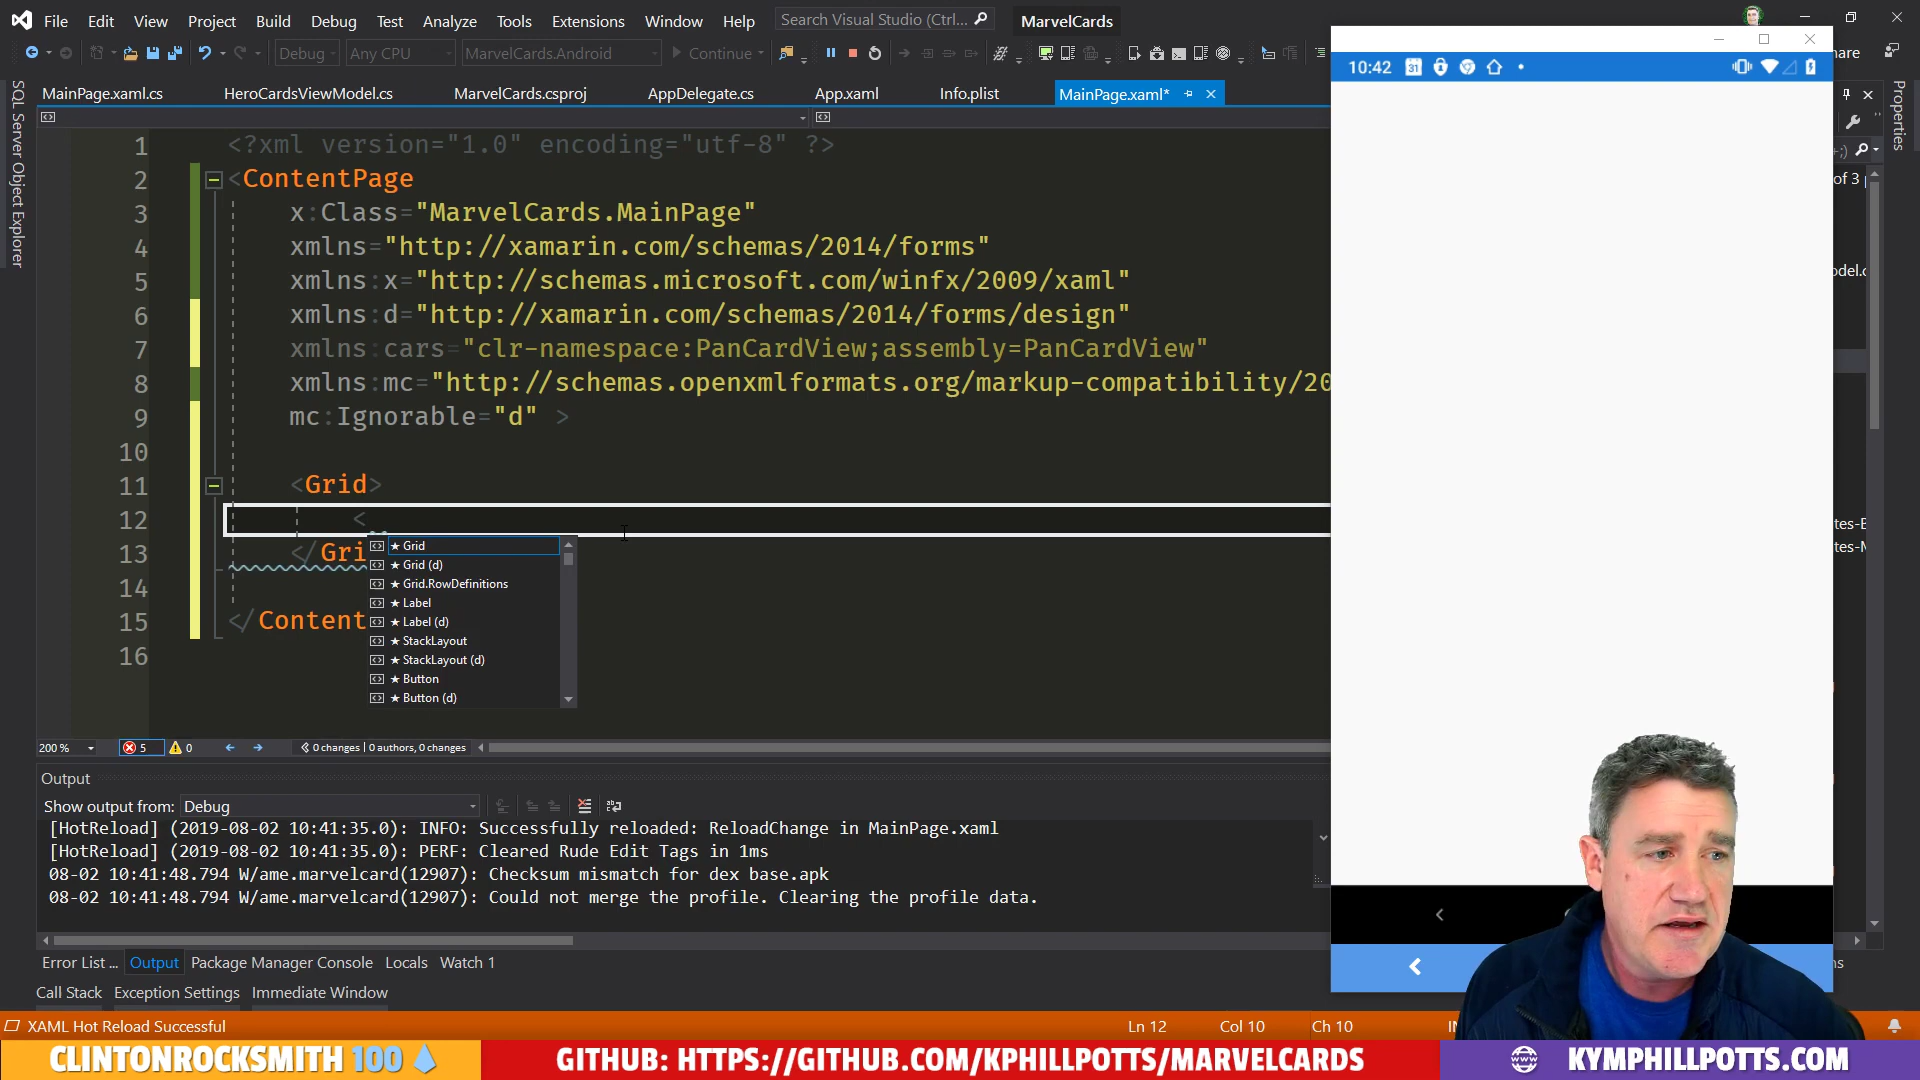 File Edit View Project Build Debug Test Analyze Tools Extensions Window Help Search Visual Studio (Ctrl... MarvelCards
Debug Any CPU MarvelCards.Android Continue
MainPage.xaml.cs HeroCardsViewModel.cs MarvelCards.csproj AppDelegate.cs App.xaml Info.plist MainPage.xaml*
SQL Server Object Explorer
Properties
10:42
1 <?xml version="1.0" encoding="utf-8" ?>
2 <ContentPage
3 x:Class="MarvelCards.MainPage"
4 xmlns="http://xamarin.com/schemas/2014/forms"
5 xmlns:x="http://schemas.microsoft.com/winfx/2009/xaml"
6 xmlns:d="http://xamarin.com/schemas/2014/forms/design"
7 xmlns:cars="clr-namespace:PanCardView;assembly=PanCardView"
8 xmlns:mc="http://schemas.openxmlformats.org/markup-compatibility/20
9 mc:Ignorable="d" >
10
11 <Grid>
12 <
13 </Gri
14
15 </Content
16
Grid
Grid (d)
Grid.RowDefinitions
Label
Label (d)
StackLayout
StackLayout (d)
Button
Button (d)
200 % 5 0 0 changes | 0 authors, 0 changes
Output
Show output from: Debug
[HotReload] (2019-08-02 10:41:35.0): INFO: Successfully reloaded: ReloadChange in MainPage.xaml
[HotReload] (2019-08-02 10:41:35.0): PERF: Cleared Rude Edit Tags in 1ms
08-02 10:41:48.794 W/ame.marvelcard(12907): Checksum mismatch for dex base.apk
08-02 10:41:48.794 W/ame.marvelcard(12907): Could not merge the profile. Clearing the profile data.
Error List ... Output Package Manager Console Locals Watch 1
Call Stack Exception Settings Immediate Window
XAML Hot Reload Successful Ln 12 Col 10 Ch 10
CLINTONROCKSMITH 100 GITHUB: HTTPS://GITHUB.COM/KPHILLPOTTS/MARVELCARDS KYMPHILLPOTTS.COM